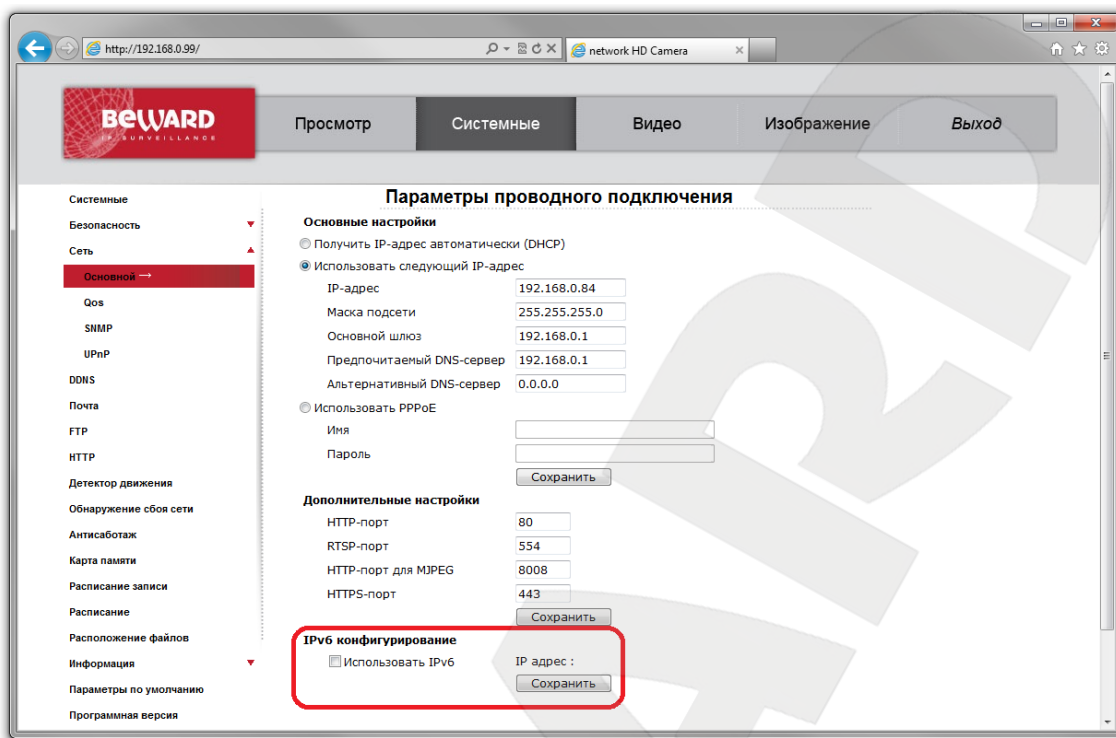 http://192.168.0.99/
network HD Camera
BEWARD
IP SURVEILLANCE
Просмотр
Системные
Видео
Изображение
Выход
Системные
Безопасность
Сеть
Основной →
Qos
SNMP
UPnP
DDNS
Почта
FTP
HTTP
Детектор движения
Обнаружение сбоя сети
Антисаботаж
Карта памяти
Расписание записи
Расписание
Расположение файлов
Информация
Параметры по умолчанию
Программная версия
Параметры проводного подключения
Основные настройки
Получить IP-адрес автоматически (DHCP)
Использовать следующий IP-адрес
IP-адрес 192.168.0.84
Маска подсети 255.255.255.0
Основной шлюз 192.168.0.1
Предпочитаемый DNS-сервер 192.168.0.1
Альтернативный DNS-сервер 0.0.0.0
Использовать PPPoE
Имя
Пароль
Сохранить
Дополнительные настройки
HTTP-порт 80
RTSP-порт 554
HTTP-порт для MJPEG 8008
HTTPS-порт 443
Сохранить
IPv6 конфигурирование
Использовать IPv6 IP адрес :
Сохранить
ARD